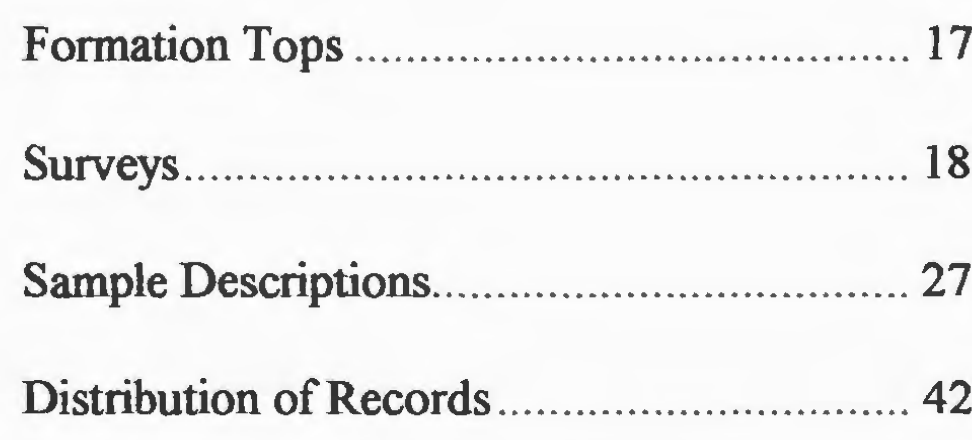 Formation Tops ........................................... 17
Surveys........................................................ 18
Sample Descriptions..................................... 27
Distribution of Records ................................ 42